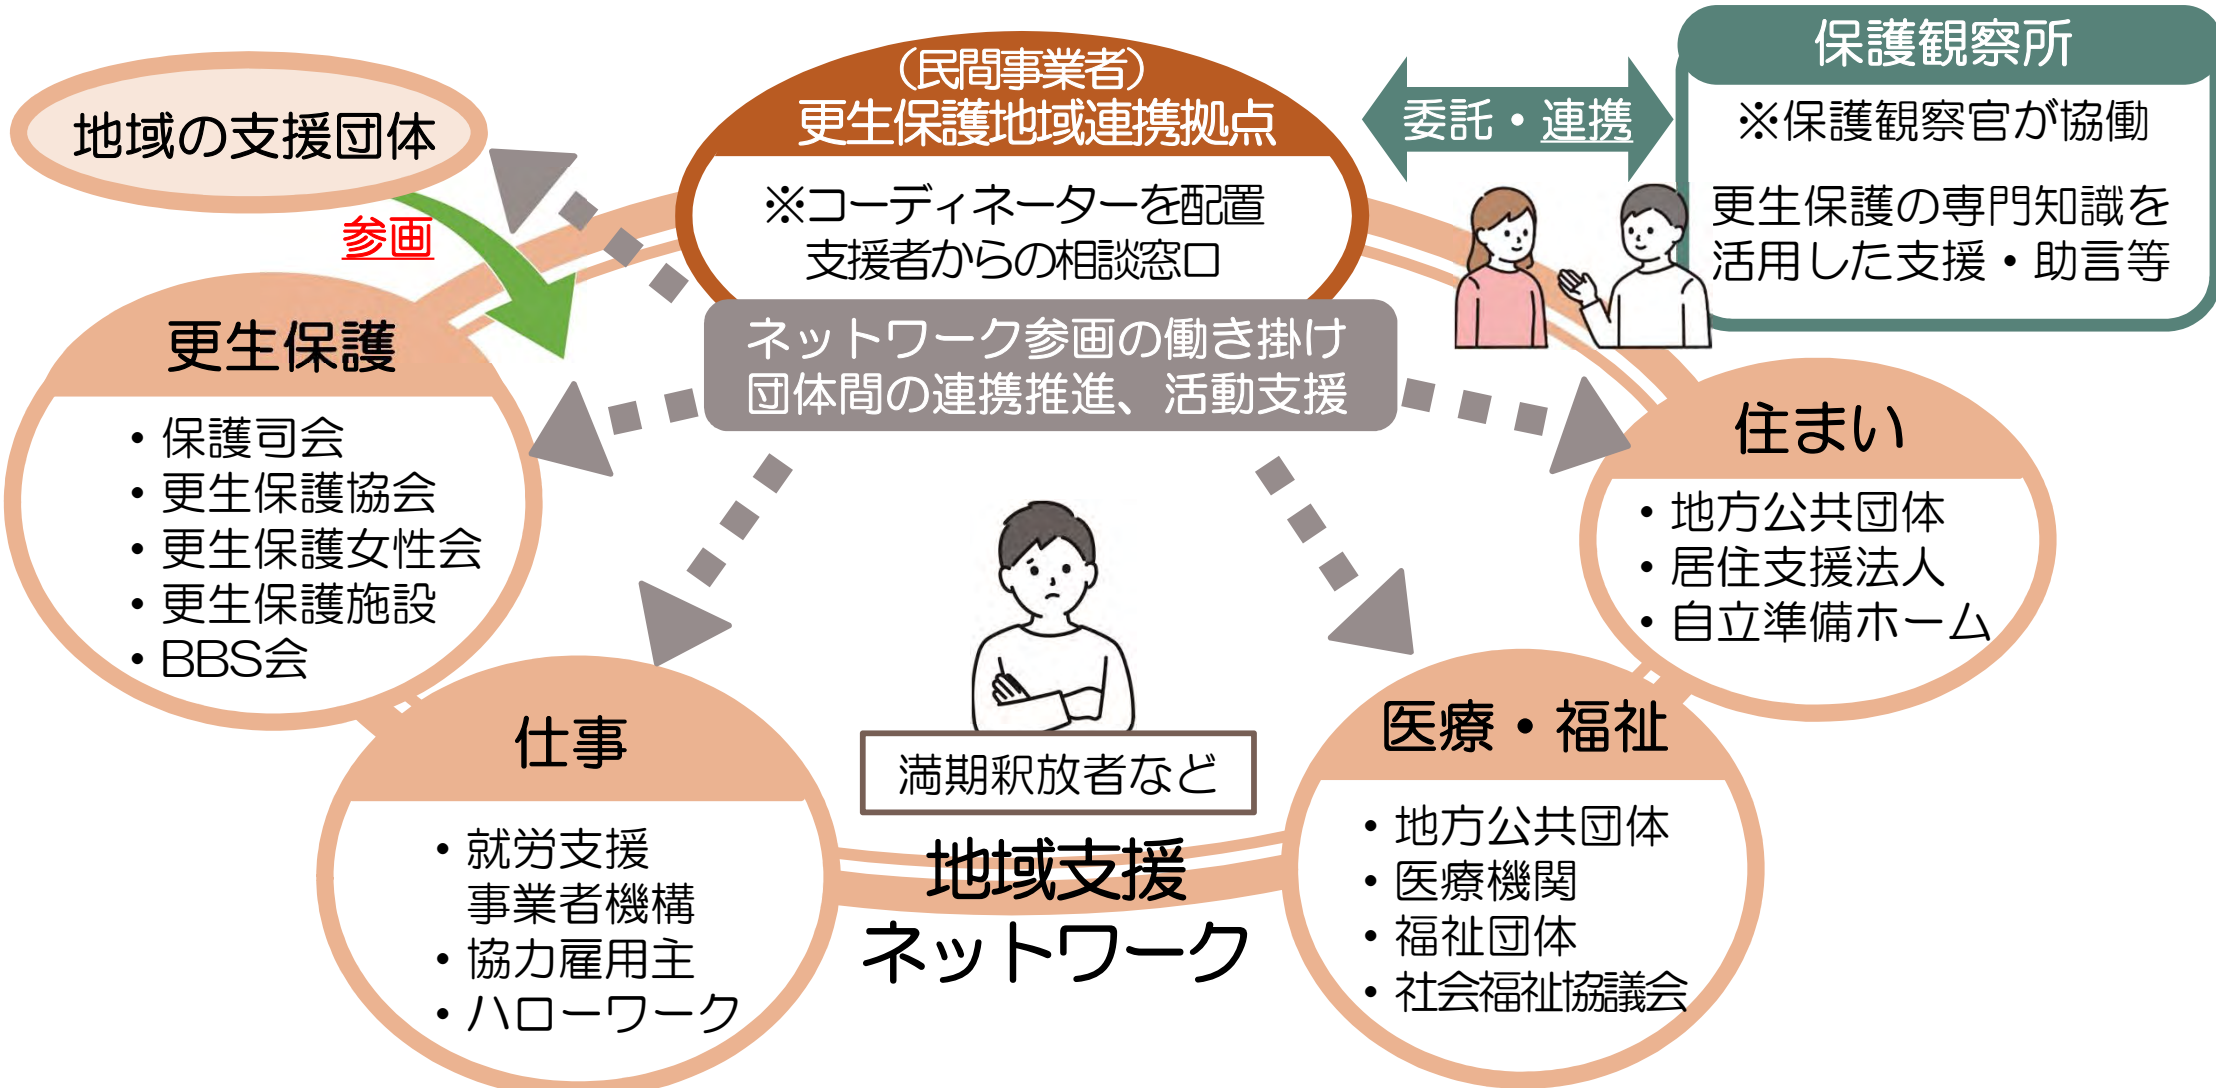 地域の支援団体
参画
(民間事業者)
更生保護地域連携拠点
※コーディネーターを配置
支援者からの相談窓口
委託・連携
保護観察所
※保護観察官が協働
更生保護の専門知識を
活用した支援・助言等
ネットワーク参画の働き掛け
団体間の連携推進、活動支援
更生保護
・保護司会
・更生保護協会
・更生保護女性会
・更生保護施設
・BBS会
住まい
・地方公共団体
・居住支援法人
・自立準備ホーム
仕事
・就労支援
事業者機構
・協力雇用主
・ハローワーク
満期釈放者など
地域支援
ネットワーク
医療・福祉
・地方公共団体
・医療機関
・福祉団体
・社会福祉協議会